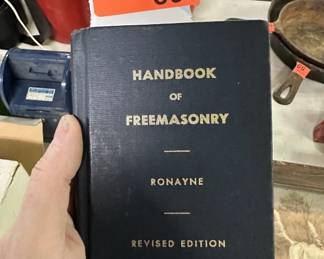 HANDBOOK
OF
FREEMASONRY
RONAYNE
REVISED EDITION